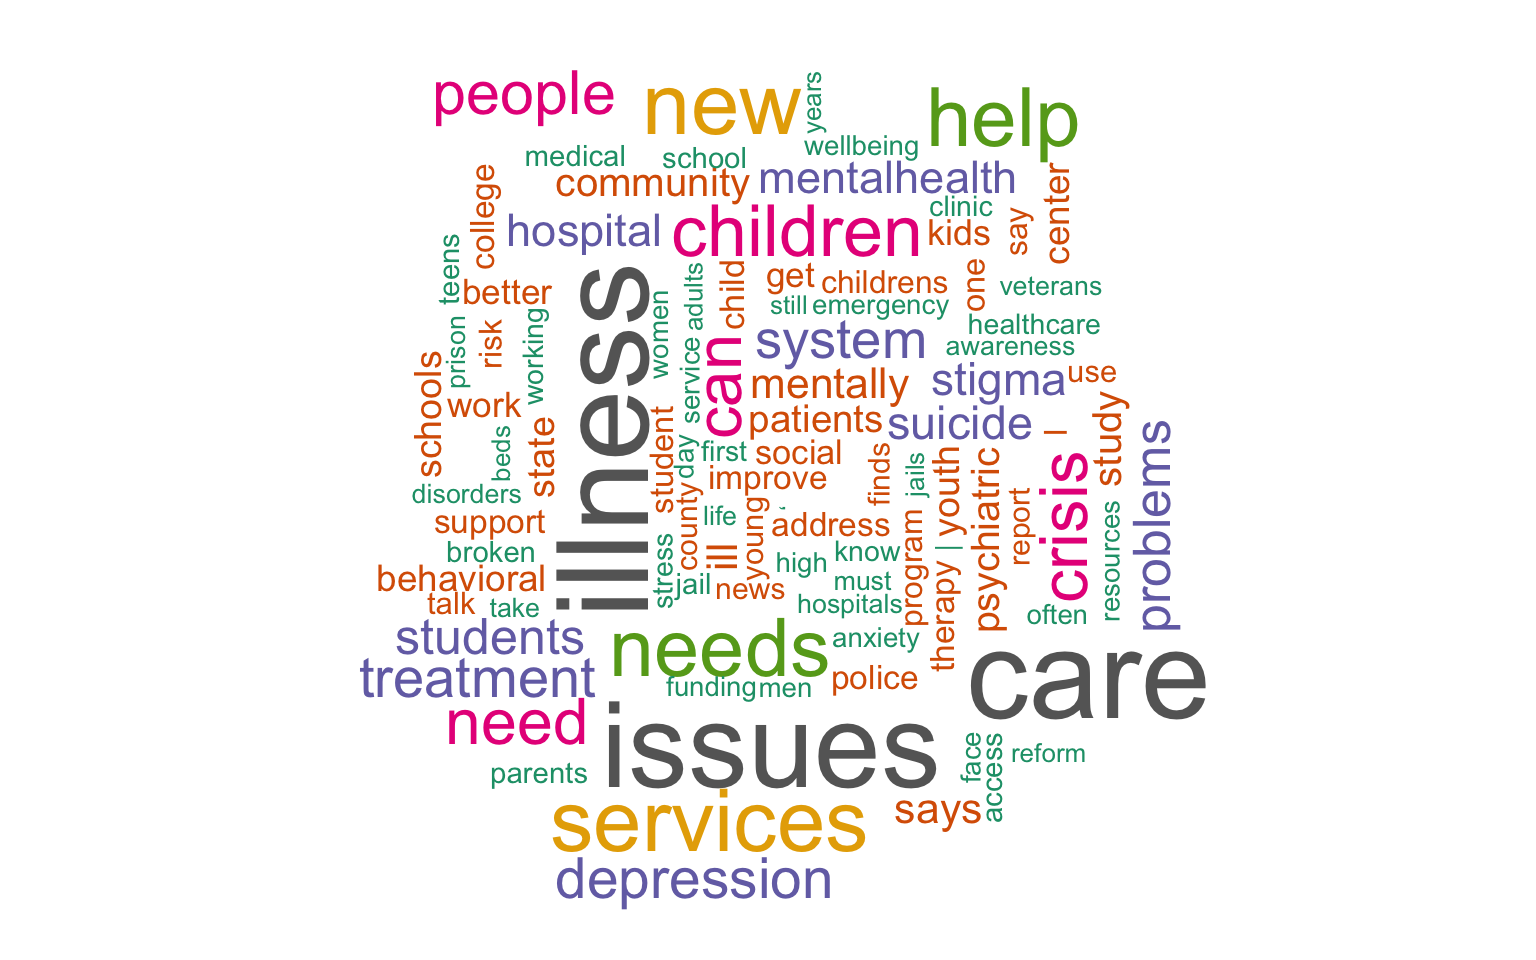 people
new
years
help
medical
school
wellbeing
college
community
mentalhealth
center
hospital
children
clinic
kids
say
teens
better
illness
women
adults
child
get
childrens
one
veterans
still
emergency
healthcare
prison
risk
working
service
can
system
awareness
schools
work
mentally
stigma
use
beds
state
student
day
patients
suicide
–
study
problems
first
social
finds
jails
youth
psychiatric
crisis
disorders
improve
report
support
county
life
young
‘
address
program
|
resources
broken
stress
ill
high
know
behavioral
jail
news
must
talk
take
hospitals
therapy
often
students
needs
anxiety
treatment
funding
men
police
care
need
issues
face
access
reform
parents
services
says
depression